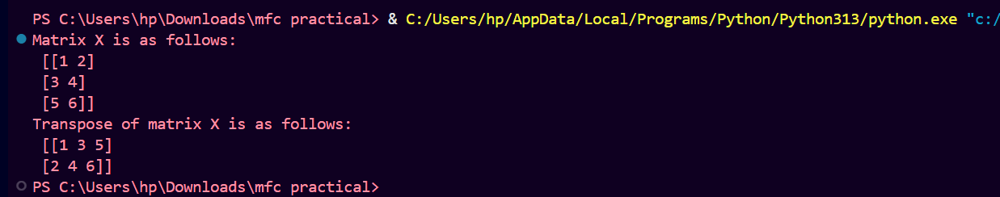 PS C:\Users\hp\Downloads\mfc practical> & C:/Users/hp/AppData/Local/Programs/Python/Python313/python.exe "c:/
Matrix X is as follows:
[[1 2]
[3 4]
[5 6]]
Transpose of matrix X is as follows:
[[1 3 5]
[2 4 6]]
PS C:\Users\hp\Downloads\mfc practical>